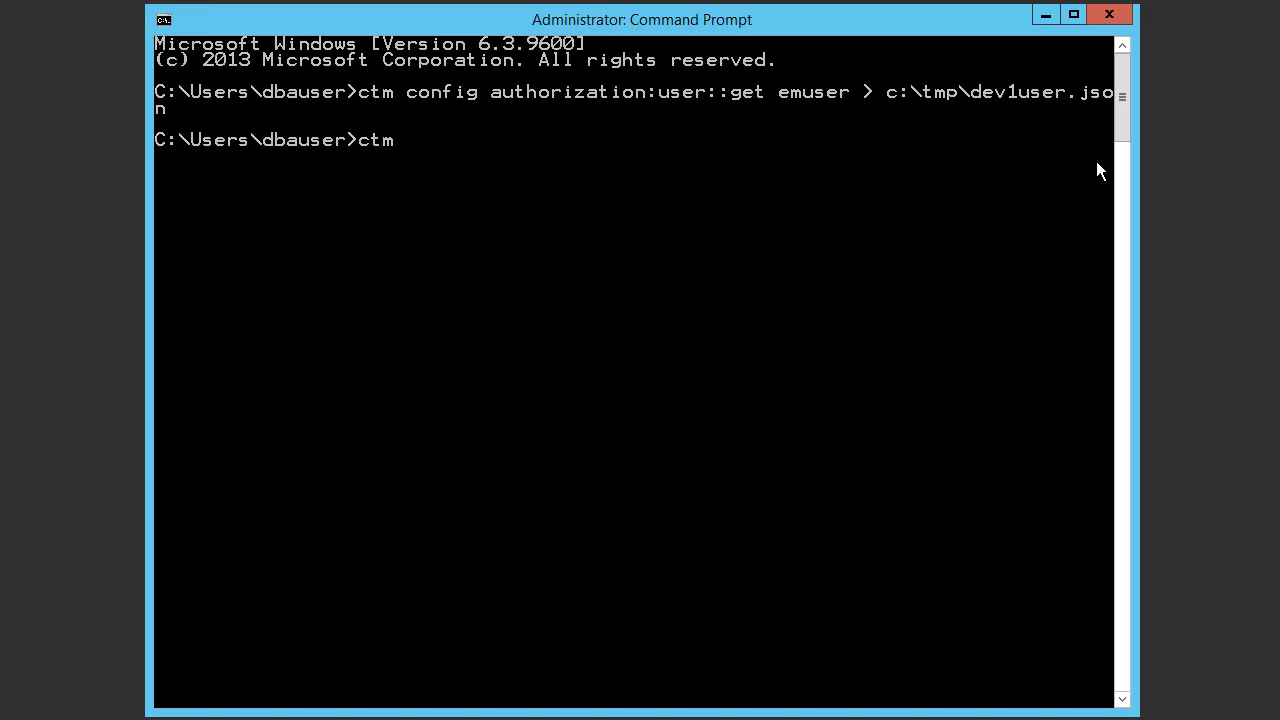 Administrator: Command Prompt
Microsoft Windows [Version 6.3.9600]
(c) 2013 Microsoft Corporation. All rights reserved.
C:\Users\dbauser>ctm config authorization:user::get emuser > c:\tmp\dev1user.jso
n
C:\Users\dbauser>ctm